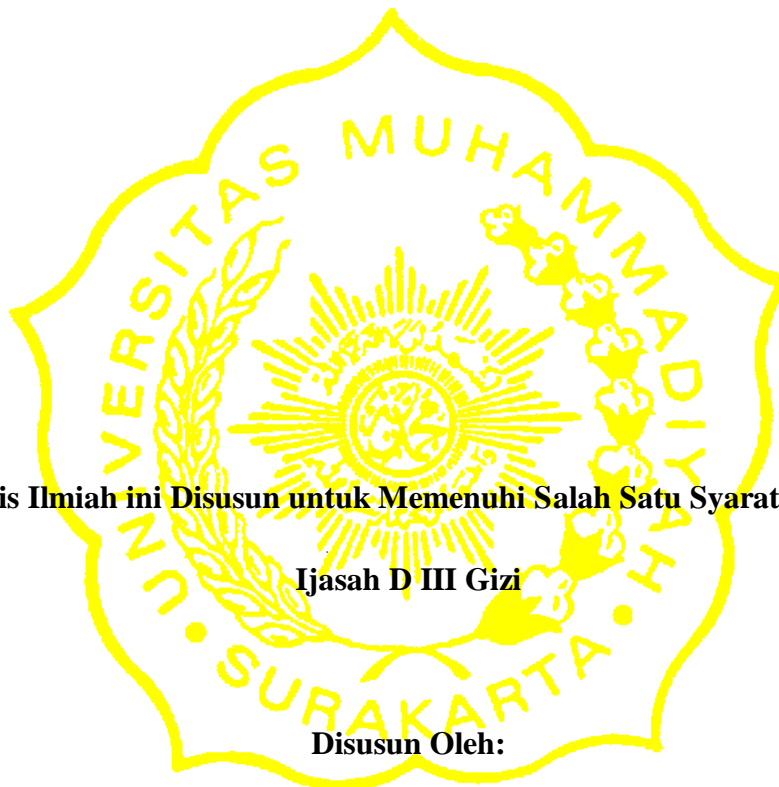 UNIVERSITAS MUHAMMADIYAH
is Ilmiah ini Disusun untuk Memenuhi Salah Satu Syarat
Ijasah D III Gizi
SURAKARTA
Disusun Oleh: